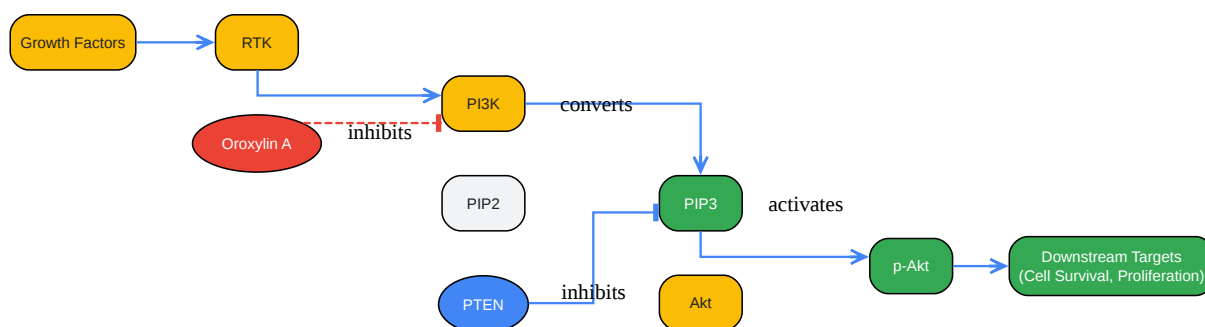 Growth Factors
RTK
PI3K
converts
Oroxylin A
inhibits
PIP2
PIP3
activates
p-Akt
Downstream Targets
(Cell Survival, Proliferation)
PTEN
inhibits
Akt